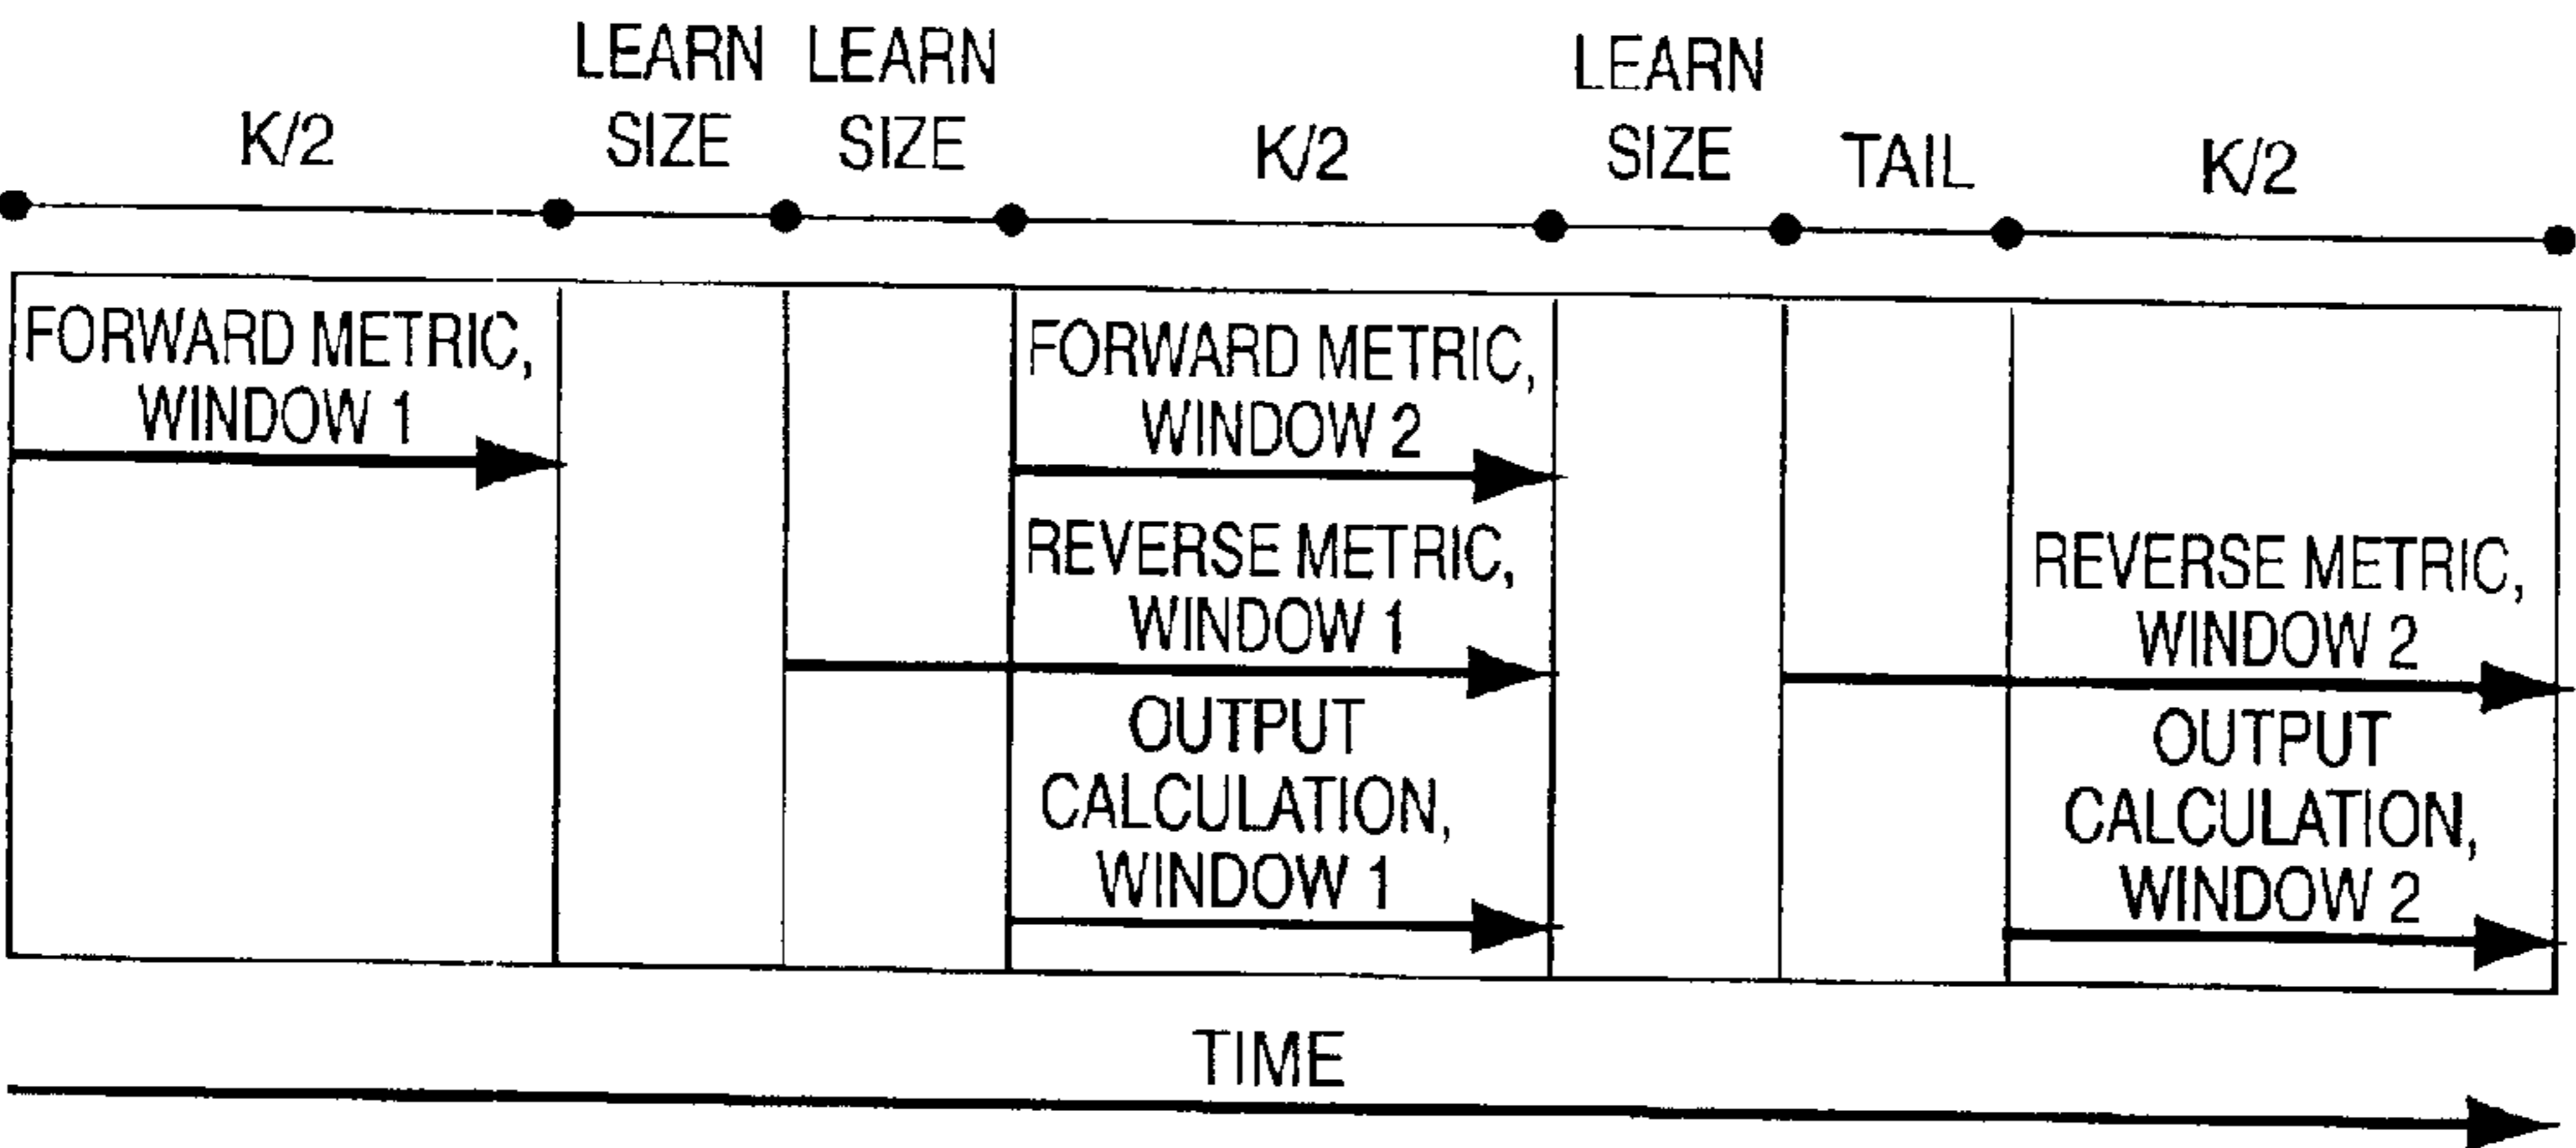 K/2
LEARN
SIZE
LEARN
SIZE
K/2
LEARN
SIZE
TAIL
K/2
FORWARD METRIC,
WINDOW 1
FORWARD METRIC,
WINDOW 2
REVERSE METRIC,
WINDOW 1
OUTPUT
CALCULATION,
WINDOW 1
REVERSE METRIC,
WINDOW 2
OUTPUT
CALCULATION,
WINDOW 2
TIME